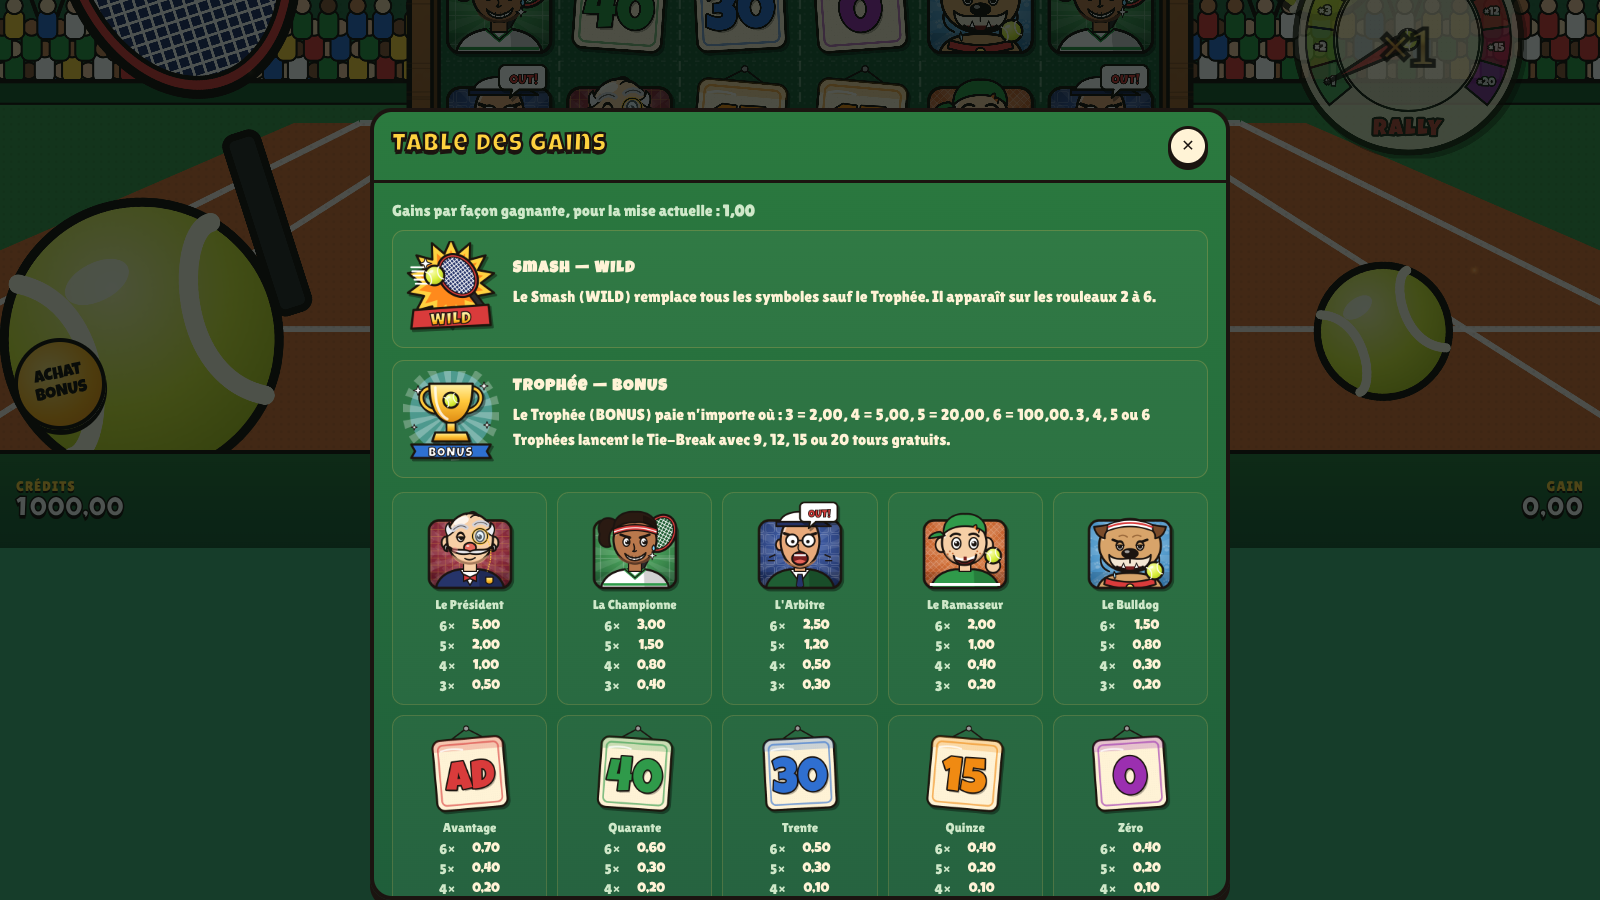 40
30
0
OUT!
OUT!
×3
×2
×12
×15
×20
×1
RALLY
TABLE DES GAINS
×
Gains par façon gagnante, pour la mise actuelle : 1,00
SMASH — WILD
Le Smash (WILD) remplace tous les symboles sauf le Trophée. Il apparaît sur les rouleaux 2 à 6.
WILD
ACHAT
BONUS
TROPHÉE — BONUS
Le Trophée (BONUS) paie n'importe où : 3 = 2,00, 4 = 5,00, 5 = 20,00, 6 = 100,00. 3, 4, 5 ou 6
Trophées lancent le Tie-Break avec 9, 12, 15 ou 20 tours gratuits.
BONUS
CRÉDITS
1000,00
GAIN
0,00
OUT!
Le Président
6× 5,00
5× 2,00
4× 1,00
3× 0,50
La Championne
6× 3,00
5× 1,50
4× 0,80
3× 0,40
L'Arbitre
6× 2,50
5× 1,20
4× 0,50
3× 0,30
Le Ramasseur
6× 2,00
5× 1,00
4× 0,40
3× 0,20
Le Bulldog
6× 1,50
5× 0,80
4× 0,30
3× 0,20
AD
Avantage
6× 0,70
5× 0,40
4× 0,20
40
Quarante
6× 0,60
5× 0,30
4× 0,20
30
Trente
6× 0,50
5× 0,30
4× 0,10
15
Quinze
6× 0,40
5× 0,20
4× 0,10
0
Zéro
6× 0,40
5× 0,20
4× 0,10